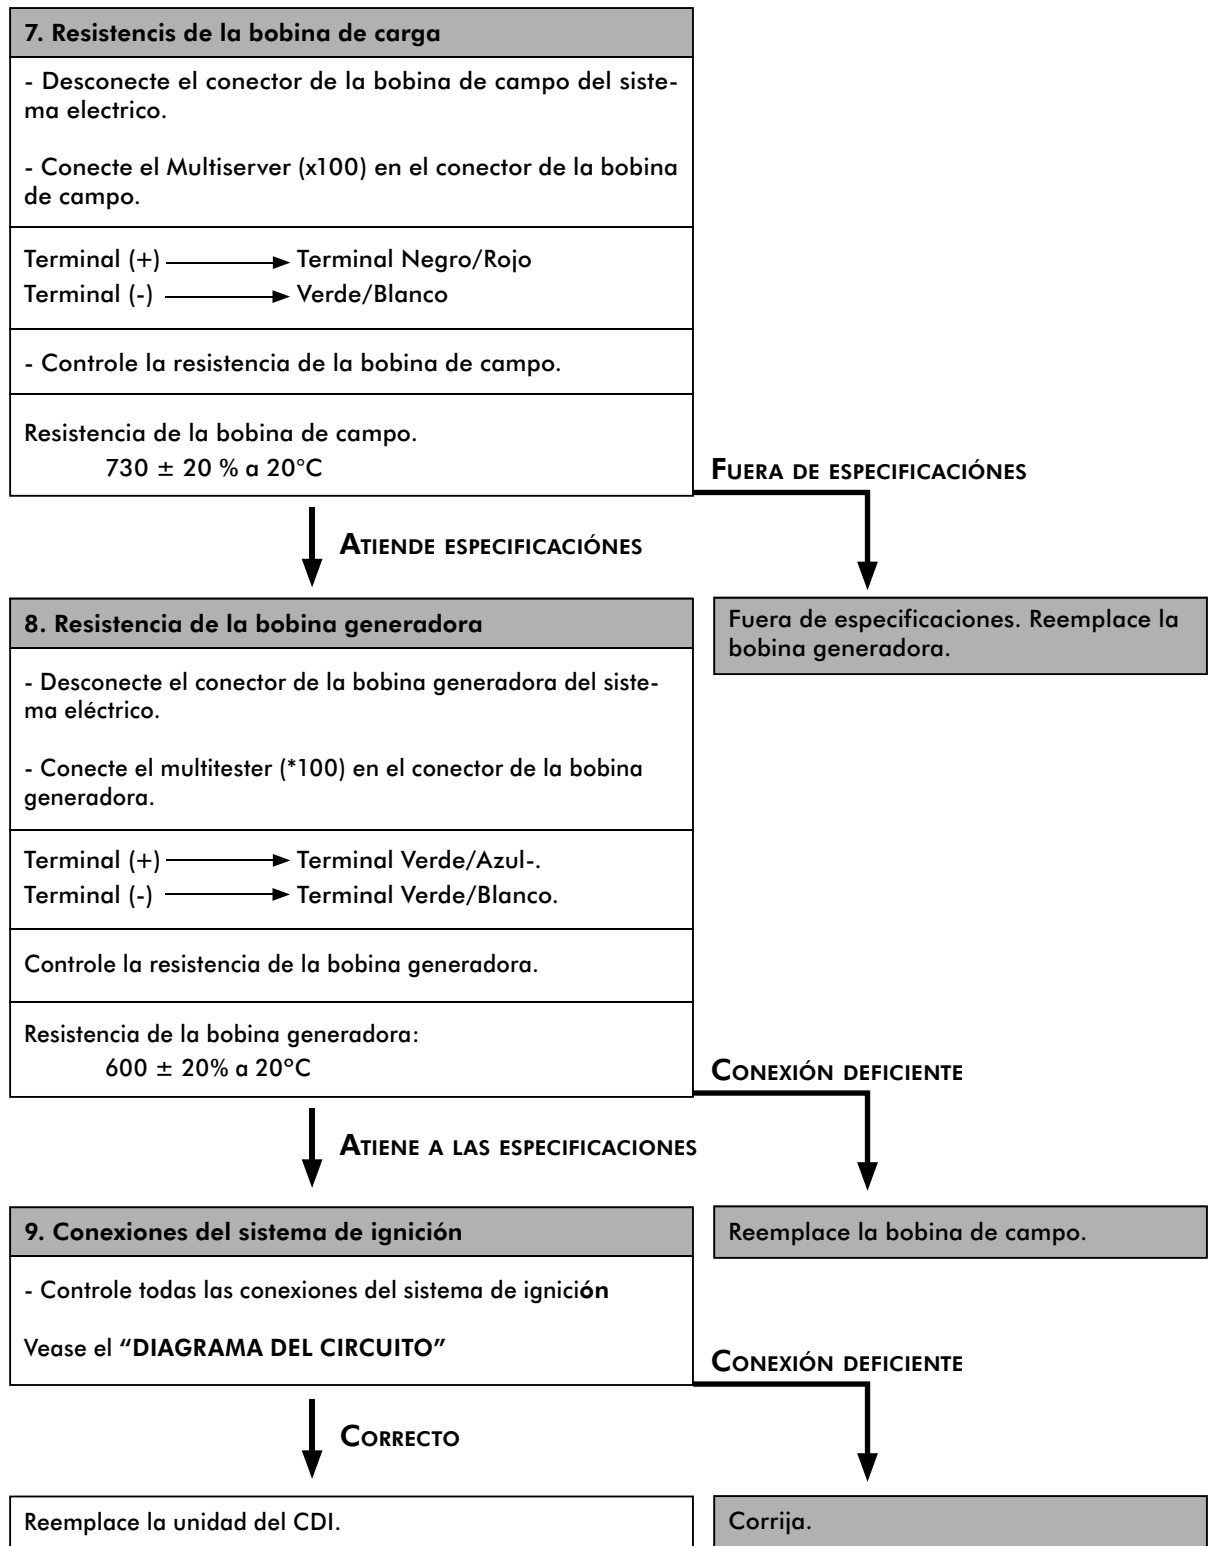 7. Resistencis de la bobina de carga
- Desconecte el conector de la bobina de campo del siste-
ma electrico.
- Conecte el Multiserver (x100) en el conector de la bobina
de campo.
Terminal (+) Terminal Negro/Rojo
Terminal (-) Verde/Blanco
- Controle la resistencia de la bobina de campo.
Resistencia de la bobina de campo.
730 ± 20 % a 20°C
FUERA DE ESPECIFICACIÓNES
ATIENDE ESPECIFICACIÓNES
8. Resistencia de la bobina generadora
Fuera de especificaciones. Reemplace la
bobina generadora.
- Desconecte el conector de la bobina generadora del siste-
ma eléctrico.
- Conecte el multitester (*100) en el conector de la bobina
generadora.
Terminal (+) Terminal Verde/Azul-.
Terminal (-) Terminal Verde/Blanco.
Controle la resistencia de la bobina generadora.
Resistencia de la bobina generadora:
600 ± 20% a 20ºC
CONEXIÓN DEFICIENTE
ATIENE A LAS ESPECIFICACIONES
9. Conexiones del sistema de ignición
Reemplace la bobina de campo.
- Controle todas las conexiones del sistema de ignición
Vease el “DIAGRAMA DEL CIRCUITO”
CONEXIÓN DEFICIENTE
CORRECTO
Reemplace la unidad del CDI.
Corrija.